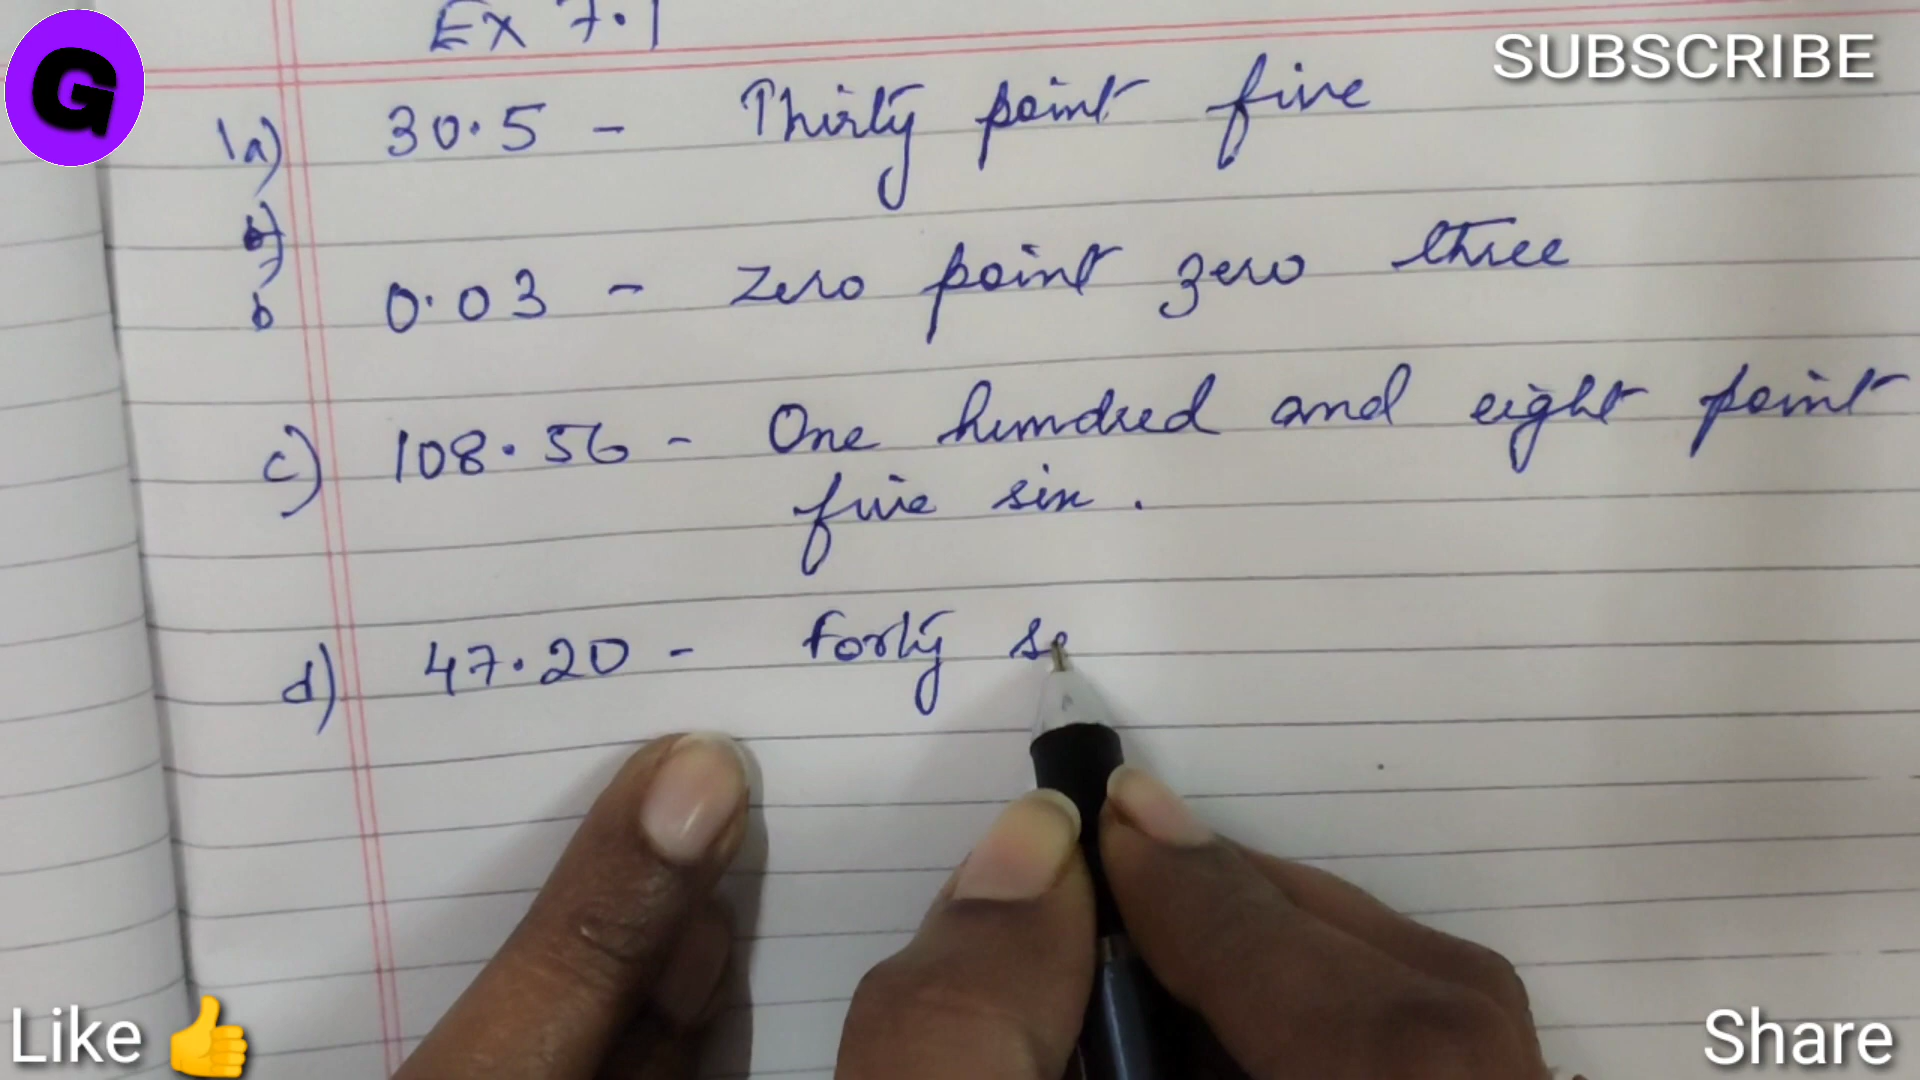 Ex 7.1
G
SUBSCRIBE
1a) 30.5 - Thirty point five
b)
b 0.03 - Zero point zero three
c) 108.56 - One hundred and eight point
five six.
d) 47.20 - Forty se
Like 👍
Share